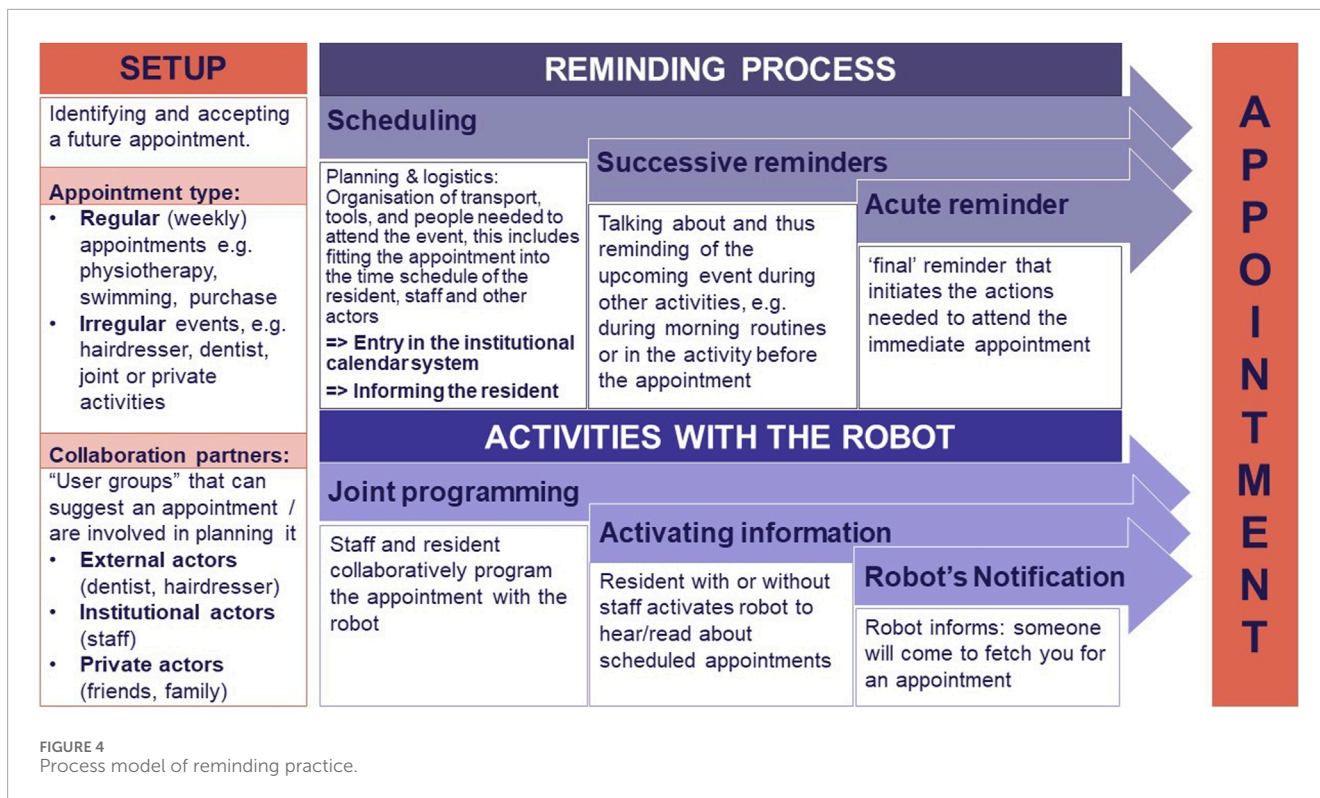 SETUP
Identifying and accepting
a future appointment.
Appointment type:
• Regular (weekly)
appointments e.g.
physiotherapy,
swimming, purchase
• Irregular events, e.g.
hairdresser, dentist,
joint or private
activities
Collaboration partners:
“User groups” that can
suggest an appointment /
are involved in planning it
• External actors
(dentist, hairdresser)
• Institutional actors
(staff)
• Private actors
(friends, family)
REMINDING PROCESS
Scheduling
Planning & logistics:
Organisation of transport,
tools, and people needed to
attend the event, this includes
fitting the appointment into
the time schedule of the
resident, staff and other
actors
=> Entry in the institutional
calendar system
=> Informing the resident
Successive reminders
Talking about and thus
reminding of the
upcoming event during
other activities, e.g.
during morning routines
or in the activity before
the appointment
Acute reminder
‘final’ reminder that
initiates the actions
needed to attend the
immediate appointment
ACTIVITIES WITH THE ROBOT
Joint programming
Staff and resident
collaboratively program
the appointment with the
robot
Activating information
Resident with or without
staff activates robot to
hear/read about
scheduled appointments
Robot’s Notification
Robot informs: someone
will come to fetch you for
an appointment
APPOINTMENT
FIGURE 4
Process model of reminding practice.